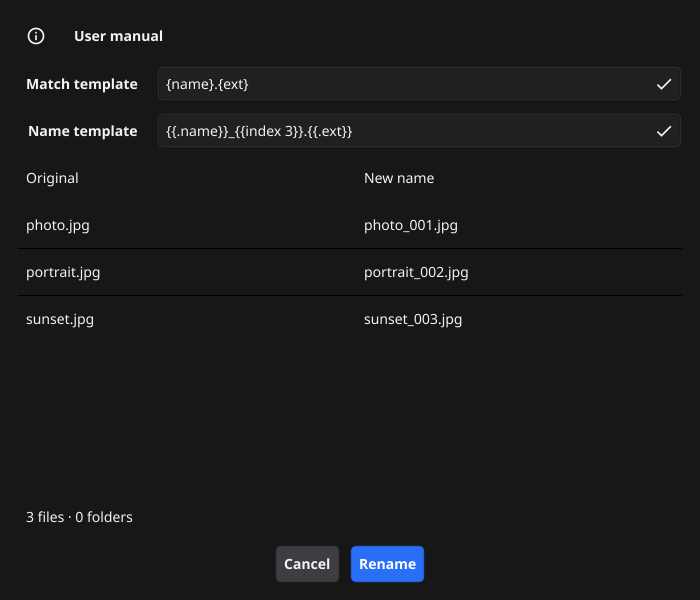 User manual
Match template {name}.{ext}
Name template {{.name}}_{{index 3}}.{{.ext}}
Original New name
photo.jpg photo_001.jpg
portrait.jpg portrait_002.jpg
sunset.jpg sunset_003.jpg
3 files · 0 folders
Cancel Rename